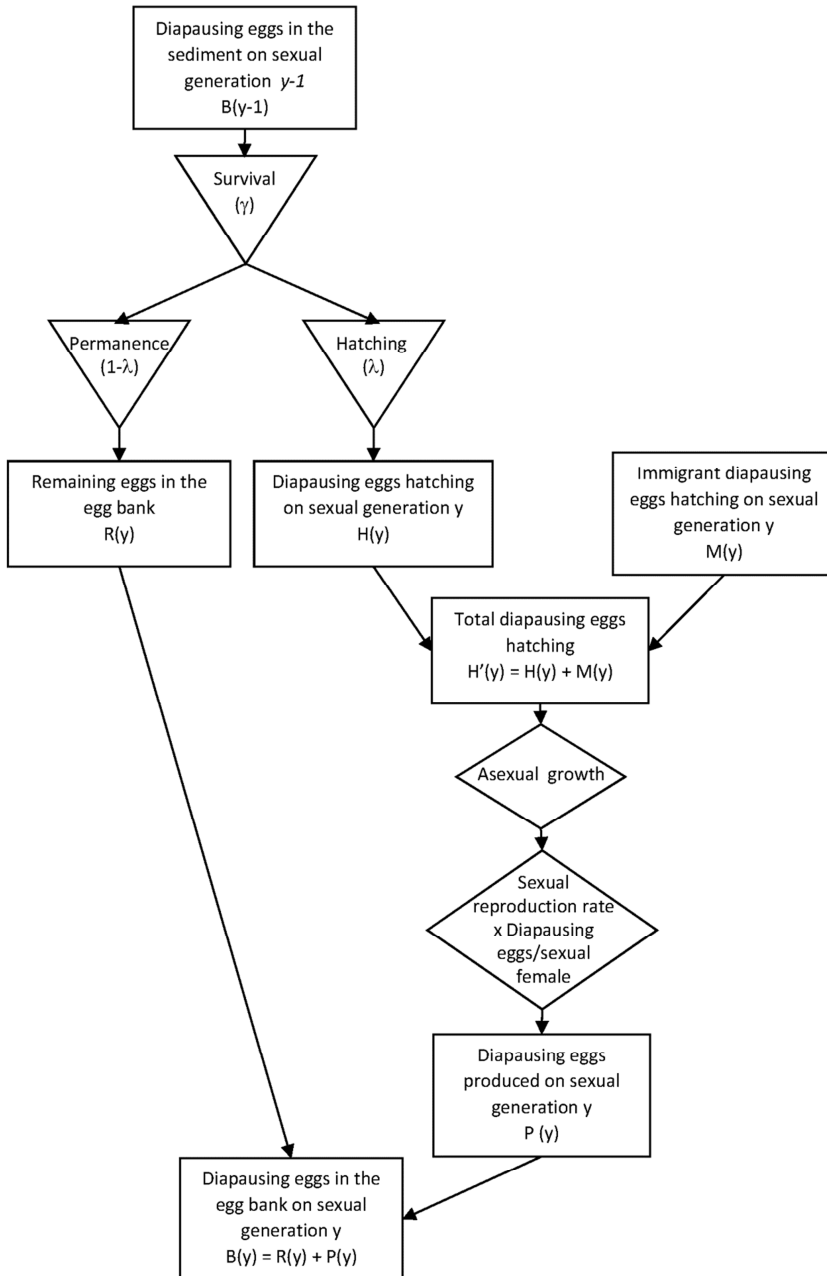 Diapausing eggs in the
sediment on sexual
generation y-1
B(y-1)
Survival
(γ)
Permanence
(1-λ)
Hatching
(λ)
Remaining eggs in the
egg bank
R(y)
Diapausing eggs hatching
on sexual generation y
H(y)
Immigrant diapausing
eggs hatching on sexual
generation y
M(y)
Total diapausing eggs
hatching
H’(y) = H(y) + M(y)
Asexual growth
Sexual
reproduction rate
x Diapausing
eggs/sexual
female
Diapausing eggs
produced on sexual
generation y
P (y)
Diapausing eggs in the
egg bank on sexual
generation y
B(y) = R(y) + P(y)